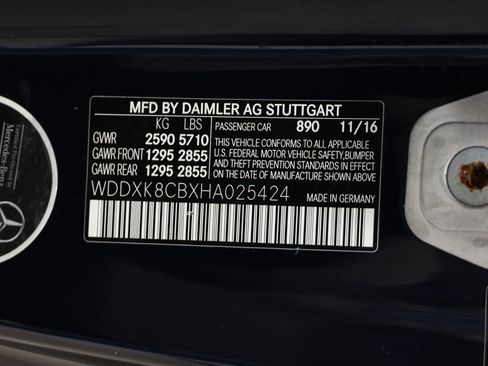 MFD BY DAIMLER AG STUTTGART
KG LBS PASSENGER CAR 890 11/16
GVWR 2590 5710 THIS VEHICLE CONFORMS TO ALL APPLICABLE
GAWR FRONT 1295 2855 U.S. FEDERAL MOTOR VEHICLE SAFETY, BUMPER
GAWR REAR 1295 2855 AND THEFT PREVENTION STANDARDS IN EFFECT
ON THE DATE OF MANUFACTURE SHOWN ABOVE.
WDDXK8CBXHA025424 MADE IN GERMANY
Mercedes-Benz